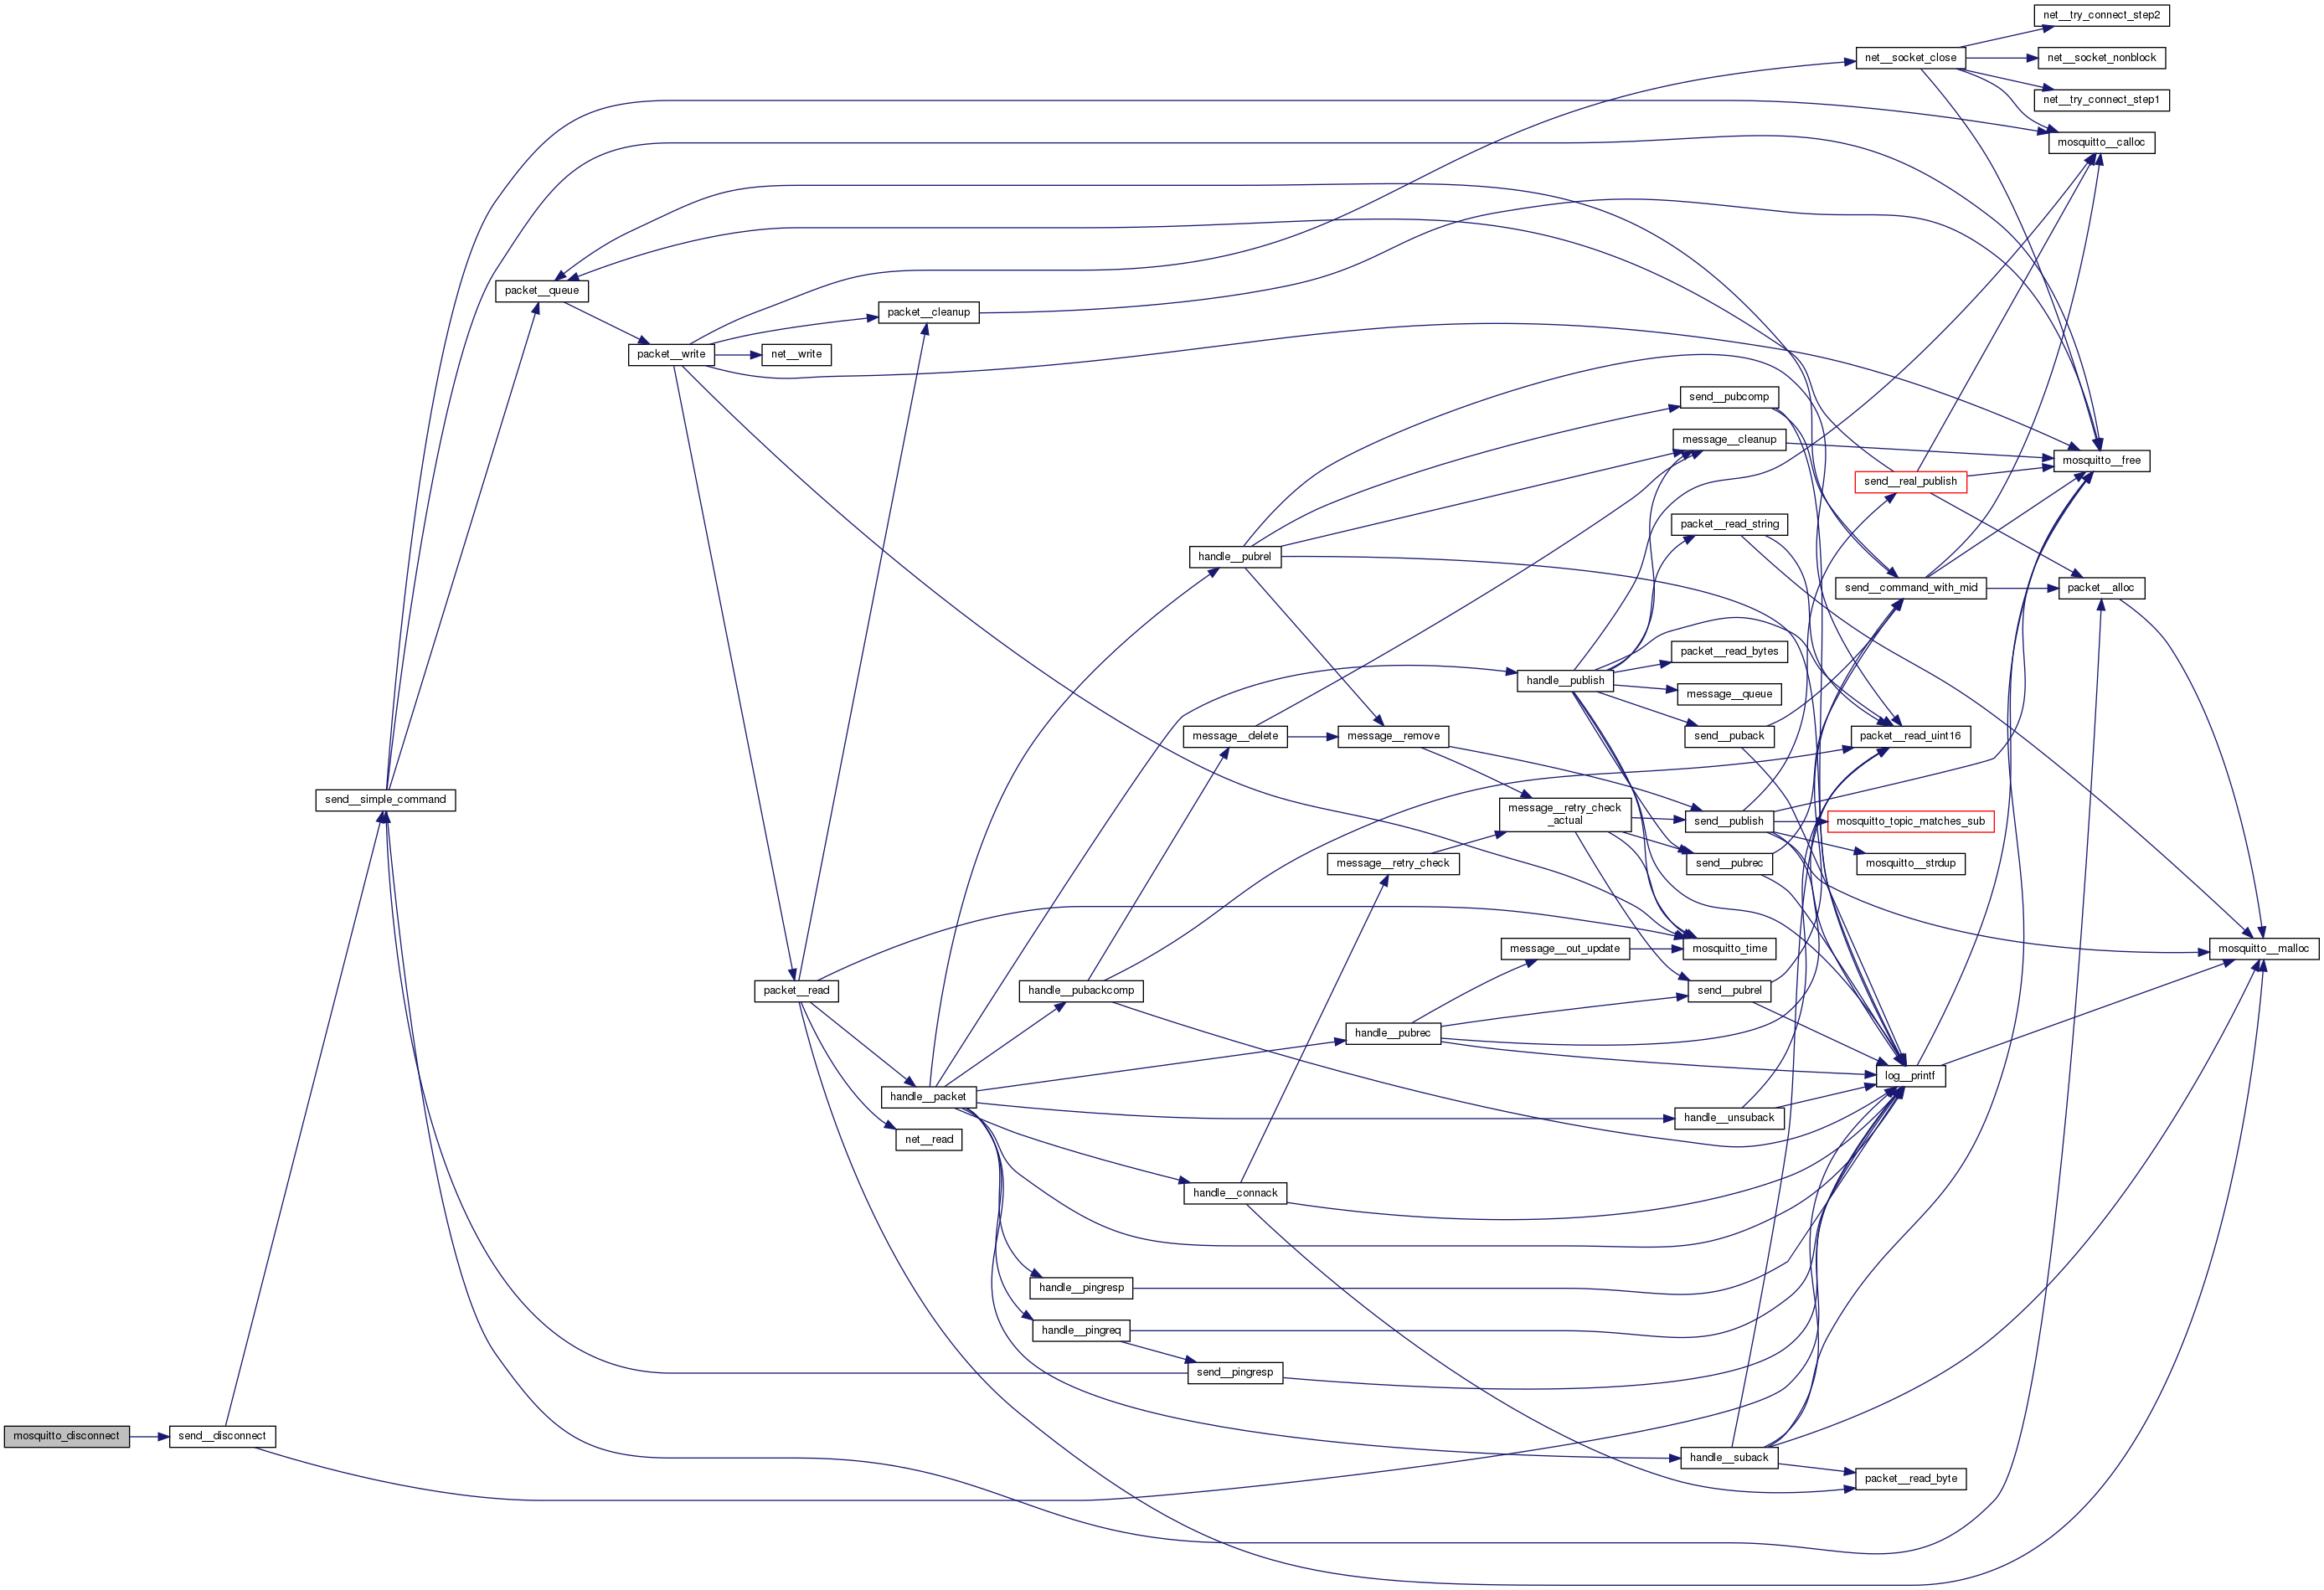 net__try_connect_step2
net__socket_close
net__socket_nonblock
net__try_connect_step1
mosquitto__calloc
packet__queue
packet__cleanup
packet__write
net__write
send__pubcomp
message__cleanup
mosquitto__free
send__real_publish
packet__read_string
handle__pubrel
send__command_with_mid
packet__alloc
packet__read_bytes
handle__publish
message__queue
message__delete
message__remove
send__puback
packet__read_uint16
send__simple_command
message__retry_check
_actual
send__publish
mosquitto_topic_matches_sub
message__retry_check
send__pubrec
mosquitto__strdup
message__out_update
mosquitto_time
mosquitto__malloc
packet__read
handle__pubackcomp
send__pubrel
handle__pubrec
log__printf
handle__packet
handle__unsuback
net__read
handle__connack
handle__pingresp
handle__pingreq
send__pingresp
mosquitto_disconnect
send__disconnect
handle__suback
packet__read_byte